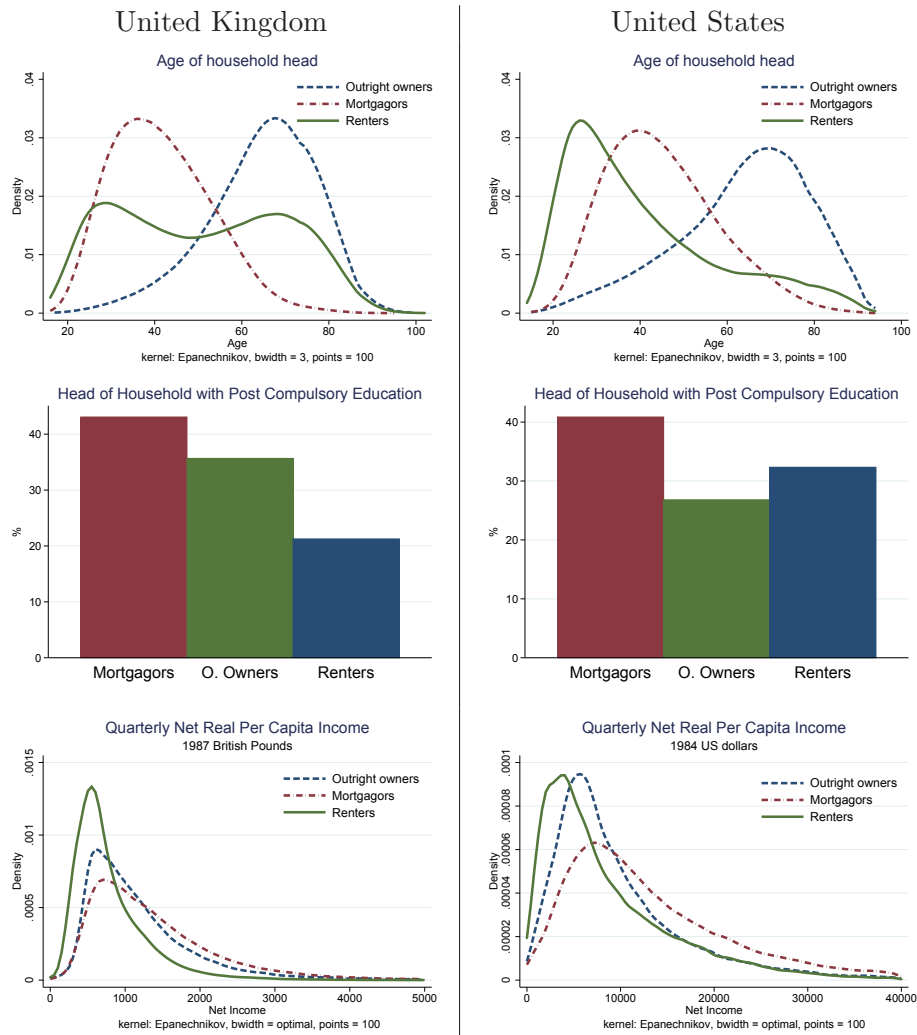 United Kingdom
Age of household head
Outright owners
Mortgagors
Renters
Density
0 .01 .02 .03 .04
20 40 60 80 100
Age
kernel: Epanechnikov, bwidth = 3, points = 100
Head of Household with Post Compulsory Education
%
0 10 20 30 40
Mortgagors O. Owners Renters
Quarterly Net Real Per Capita Income
1987 British Pounds
Outright owners
Mortgagors
Renters
Density
0 .0005 .001 .0015
0 1000 2000 3000 4000 5000
Net Income
kernel: Epanechnikov, bwidth = optimal, points = 100
United States
Age of household head
Outright owners
Mortgagors
Renters
Density
0 .01 .02 .03 .04
20 40 60 80 100
Age
kernel: Epanechnikov, bwidth = 3, points = 100
Head of Household with Post Compulsory Education
%
0 10 20 30 40
Mortgagors O. Owners Renters
Quarterly Net Real Per Capita Income
1984 US dollars
Outright owners
Mortgagors
Renters
Density
0 .00002 .00004 .00006 .00008 .0001
0 10000 20000 30000 40000
Net Income
kernel: Epanechnikov, bwidth = optimal, points = 100